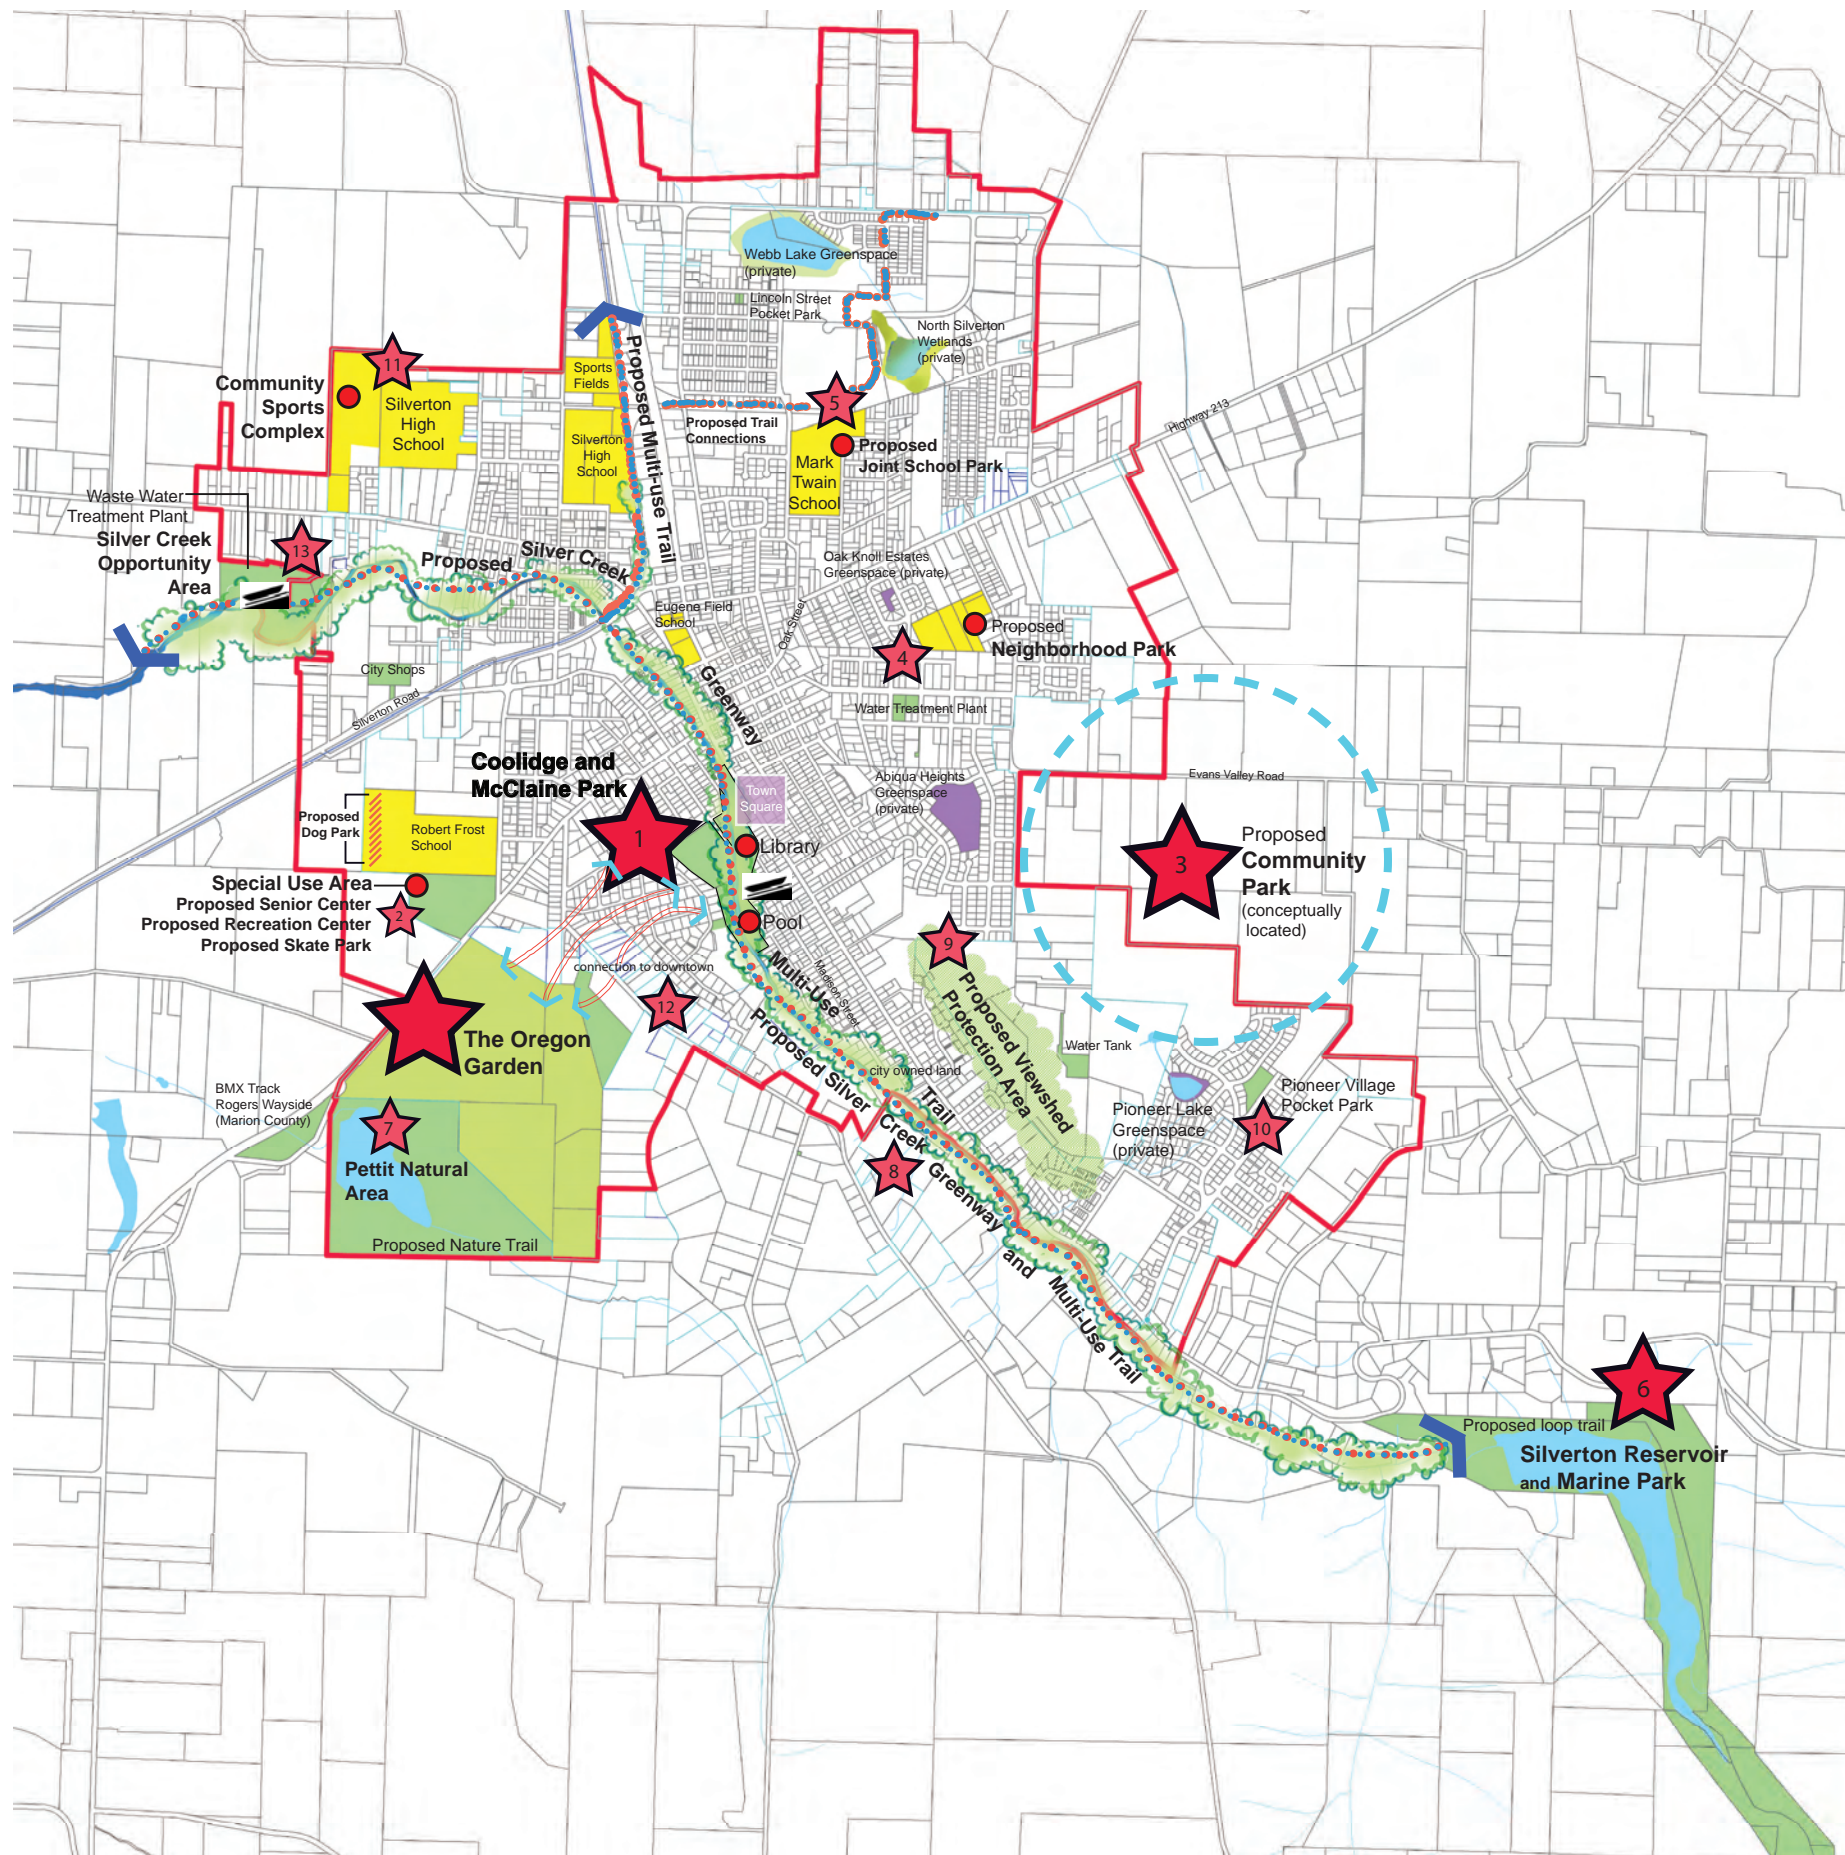 Webb Lake Greenspace
(private)
Lincoln Street
Pocket Park
North Silverton
Wetlands
(private)
Proposed Multi-use Trail
Sports
Fields
11
Community
Sports
Complex
Silverton
High
School
Silverton
High
School
5
Proposed Trail
Connections
Proposed
Joint School Park
Mark
Twain
School
Highway 213
Waste Water
Treatment Plant
Silver Creek
Opportunity
Area
13
Proposed
Silver Creek
Greenway
Multi-Use
Trail
Oak Knoll Estates
Greenspace (private)
Eugene Field
School
Oak Street
4
Proposed
Neighborhood Park
City Shops
Silverton Road
Water Treatment Plant
Coolidge and
McClaine Park
1
Town
Square
Abiqua Heights
Greenspace
(private)
Evans Valley Road
Proposed
Dog Park
Robert Frost
School
Library
3
Proposed
Community
Park
(conceptually
located)
Special Use Area
Proposed Senior Center
Proposed Recreation Center
Proposed Skate Park
2
Pool
9
connection to downtown
Madison Street
12
Proposed Viewshed
Protection Area
The Oregon
Garden
Water Tank
city owned land
Proposed Silver
Creek Greenway
and
Multi-Use Trail
BMX Track
Rogers Wayside
(Marion County)
7
Pettit Natural
Area
Proposed Nature Trail
8
Pioneer Lake
Greenspace
(private)
Pioneer Village
Pocket Park
10
6
Proposed loop trail
Silverton Reservoir
and Marine Park